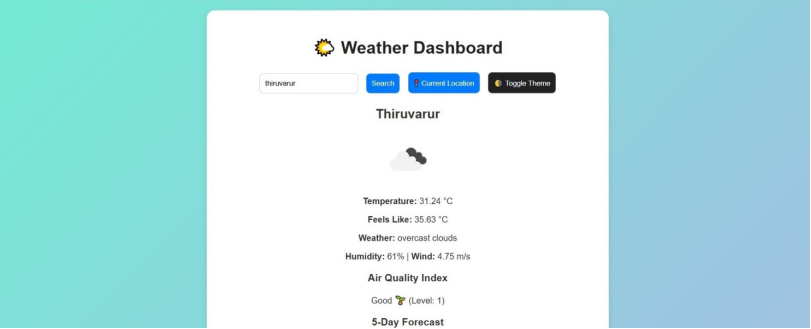 Weather Dashboard
thiruvarur Search Current Location Toggle Theme
Thiruvarur
Temperature: 31.24 °C
Feels Like: 35.63 °C
Weather: overcast clouds
Humidity: 61% | Wind: 4.75 m/s
Air Quality Index
Good (Level: 1)
5-Day Forecast